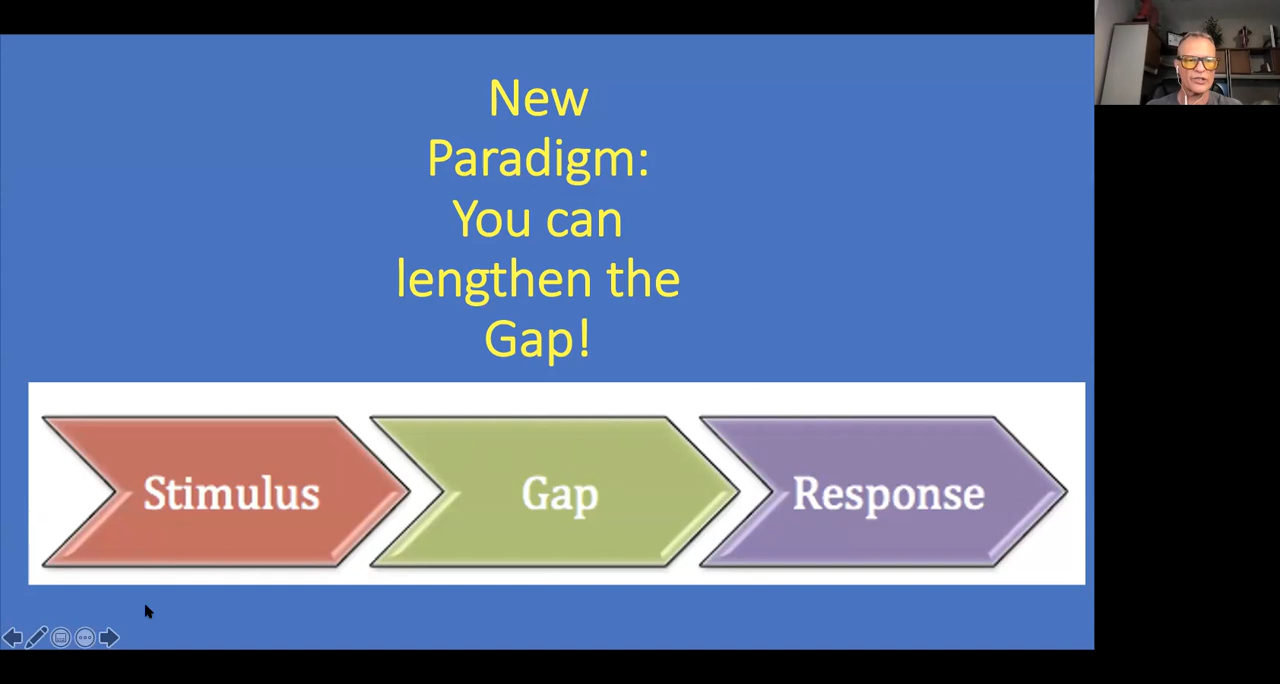 New
Paradigm:
You can
lengthen the
Gap!
Stimulus
Gap
Response